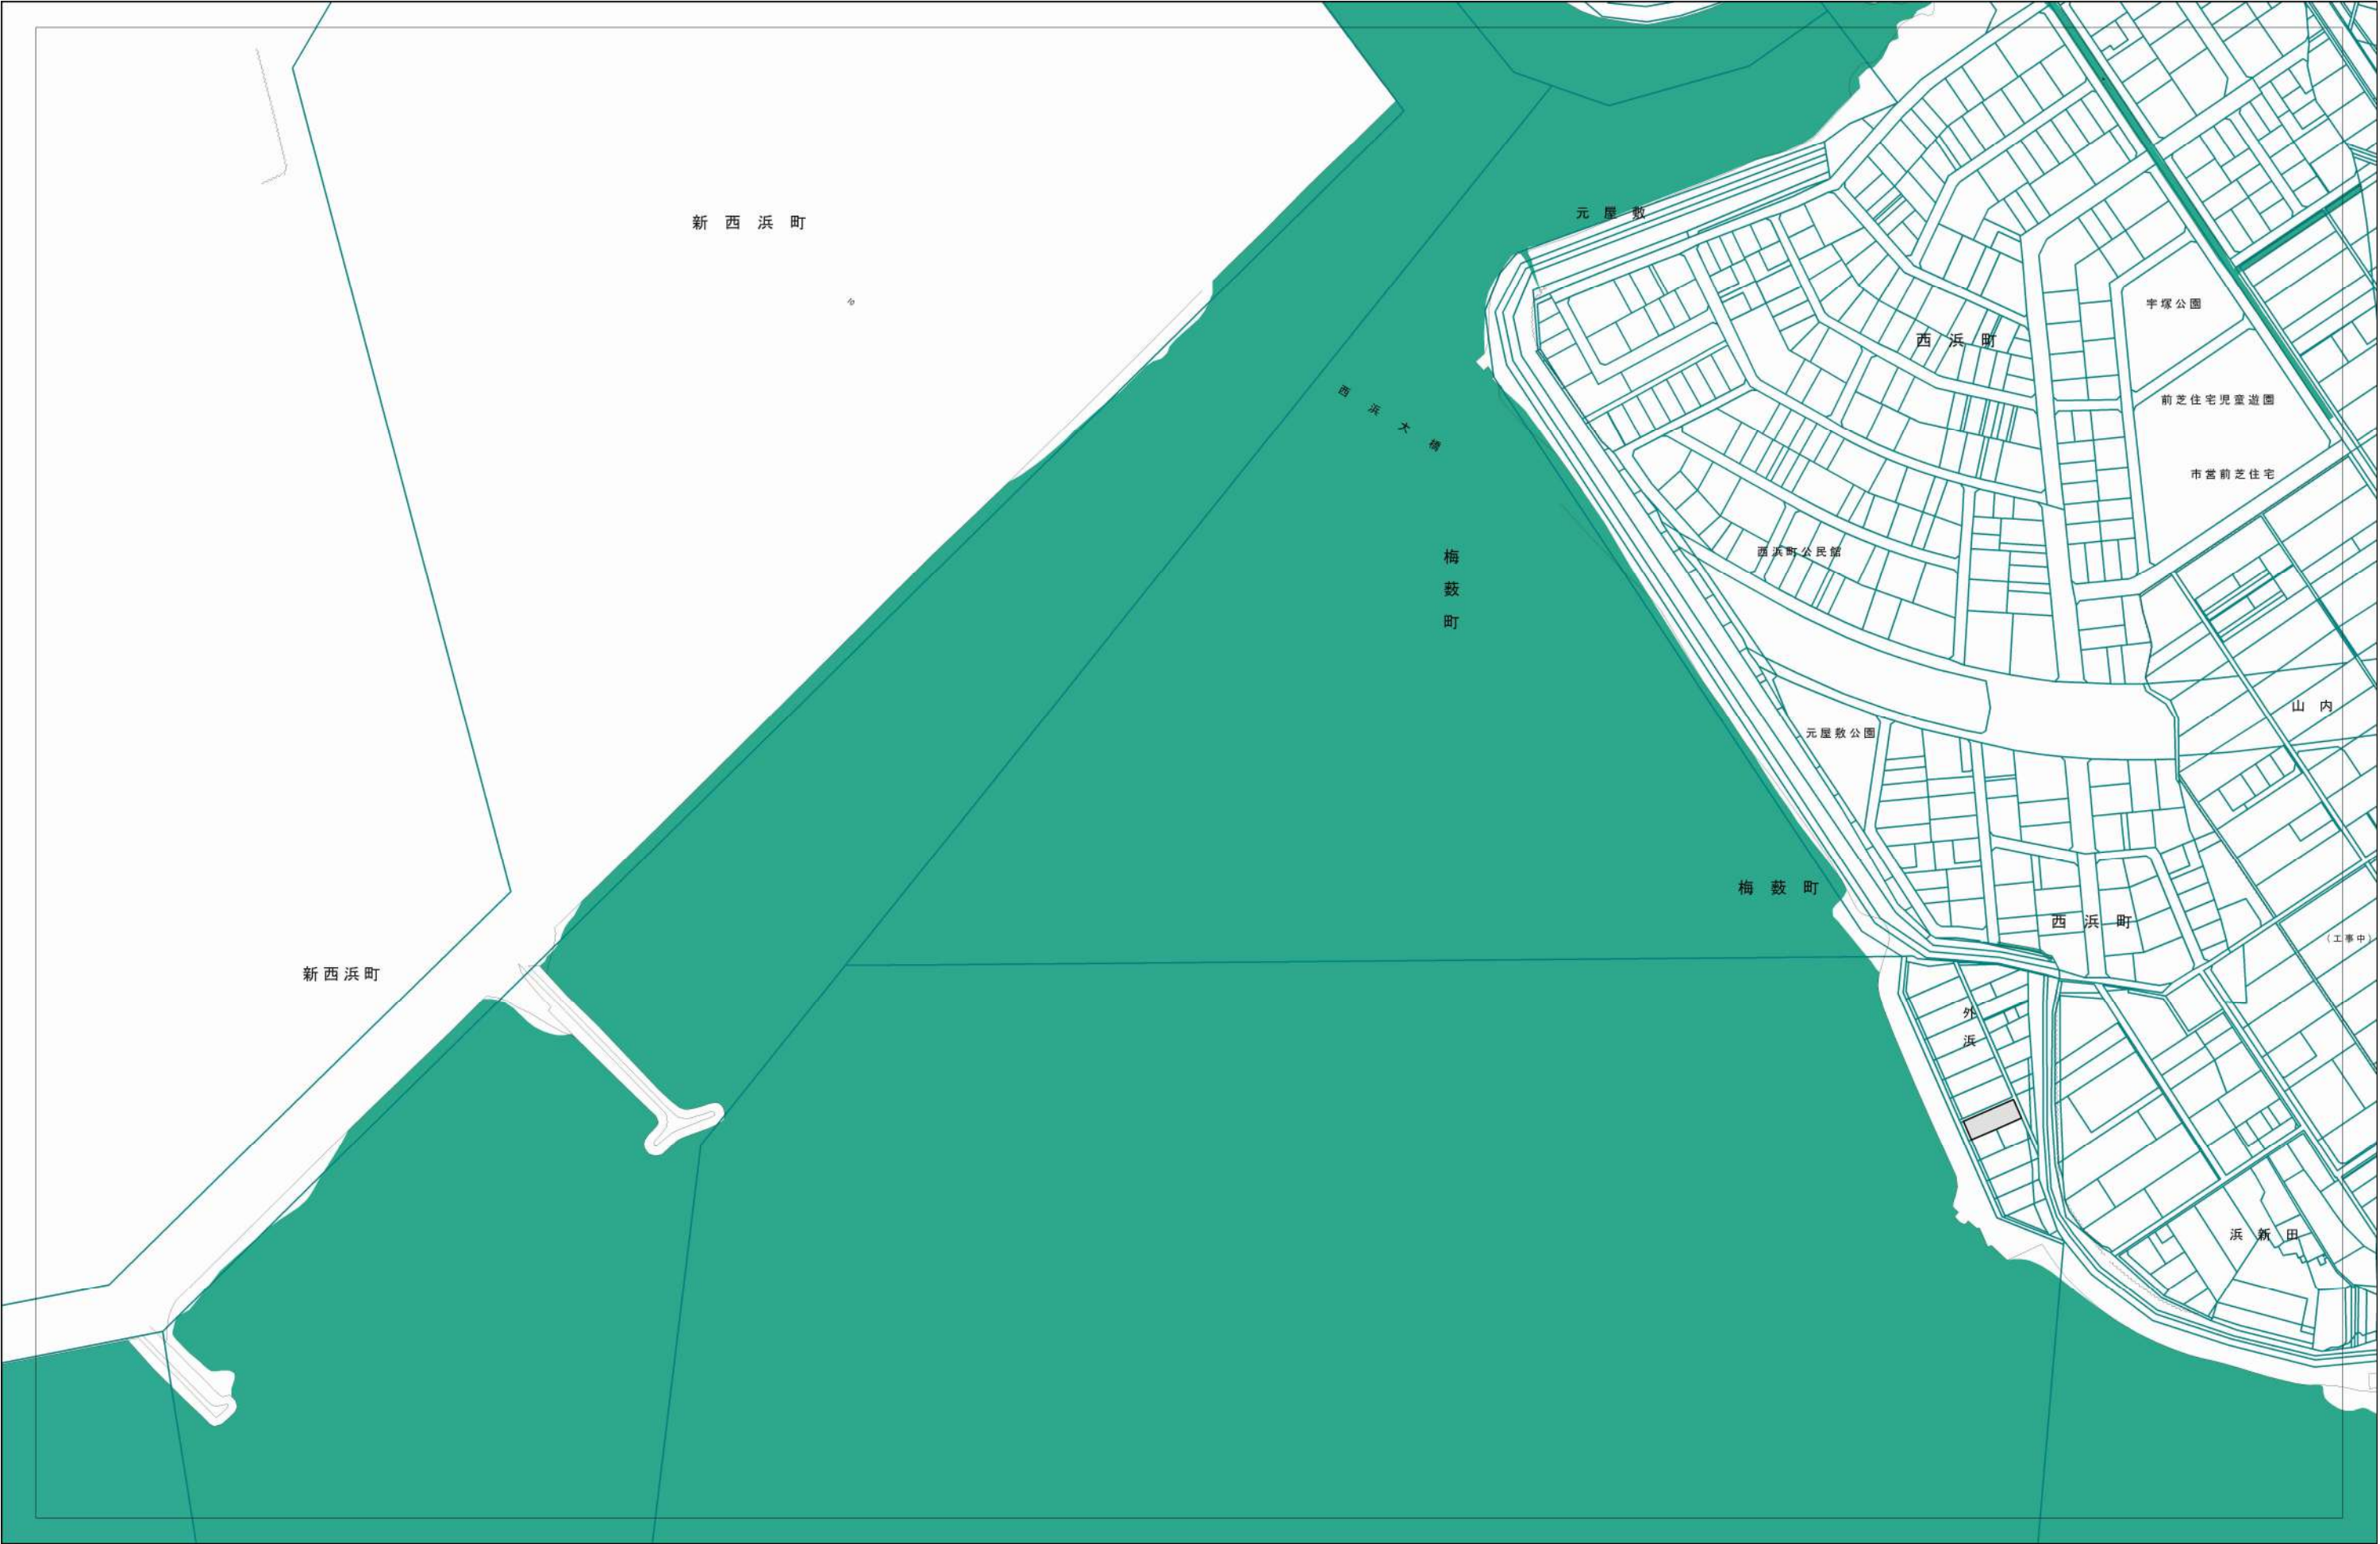 元屋敷
新西浜町
宇塚公園
西浜町
西浜大橋
前芝住宅児童遊園
市営前芝住宅
西浜町公民館
梅薮町
山内
元屋敷公園
梅薮町
西浜町
(工事中)
新西浜町
外浜
浜新田